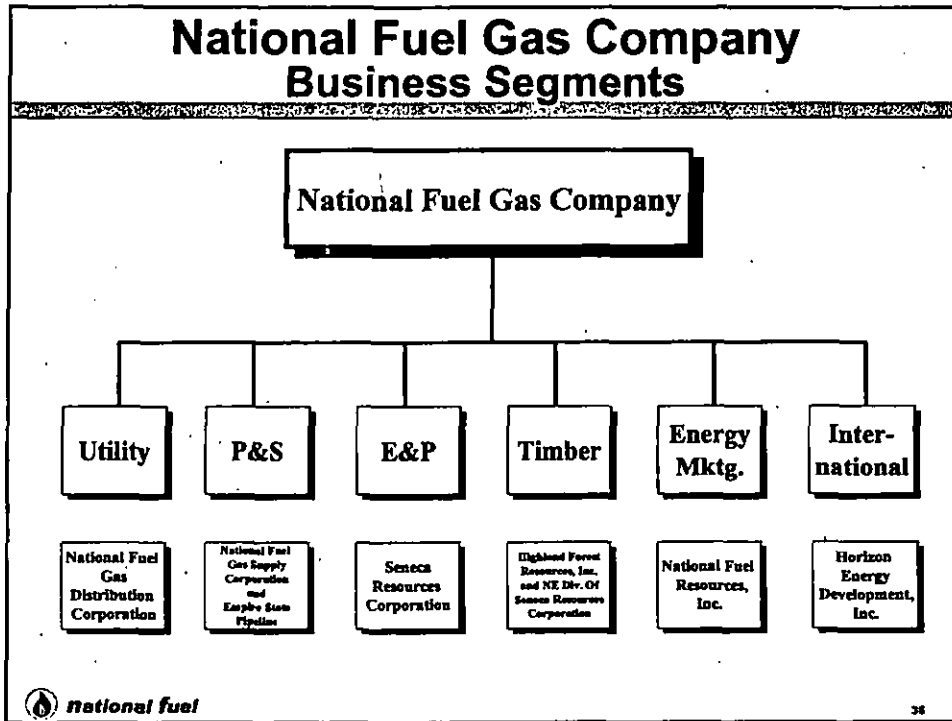 National Fuel Gas Company
Business Segments
National Fuel Gas Company
Utility
P&S
E&P
Timber
Energy
Mktg.
Inter-
national
National Fuel
Gas
Distribution
Corporation
National Fuel
Gas Supply
Corporation
and
Empire State
Pipeline
Seneca
Resources
Corporation
Highland Forest
Resources, Inc.
and NE Div. Of
Seneca Resources
Corporation
National Fuel
Resources,
Inc.
Horizon
Energy
Development,
Inc.
national fuel